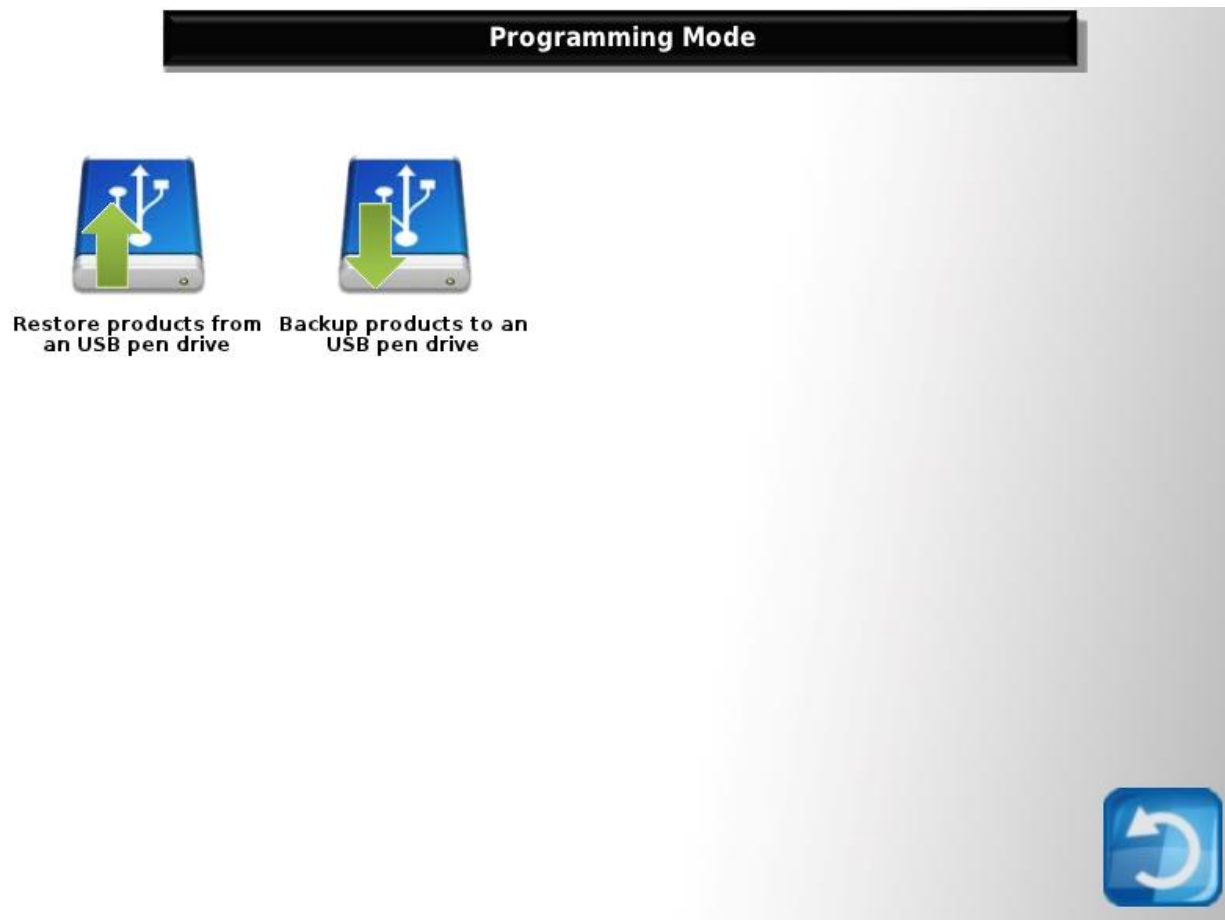 Programming Mode
Restore products from
an USB pen drive
Backup products to an
USB pen drive